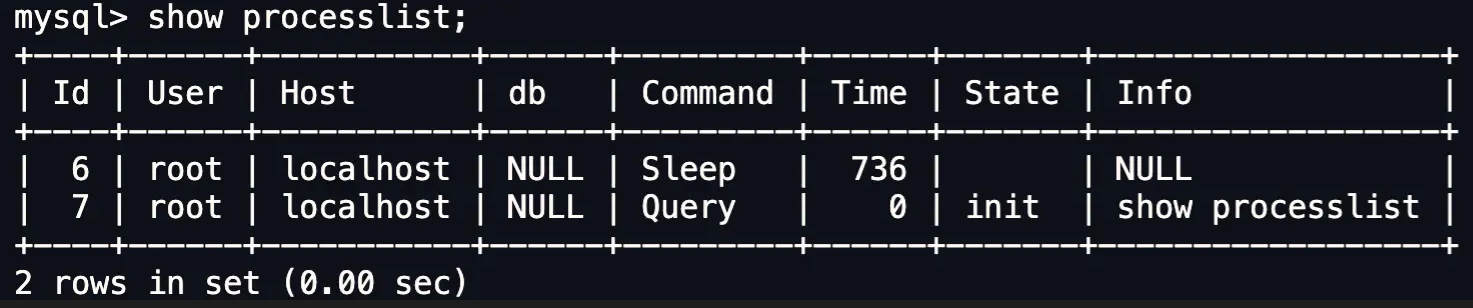 mysql> show processlist;
+----+------+-----------+------+---------+------+-------+------------------+
| Id | User | Host      | db   | Command | Time | State | Info             |
+----+------+-----------+------+---------+------+-------+------------------+
|  6 | root | localhost | NULL | Sleep   |  736 |       | NULL             |
|  7 | root | localhost | NULL | Query   |    0 | init  | show processlist |
+----+------+-----------+------+---------+------+-------+------------------+
2 rows in set (0.00 sec)